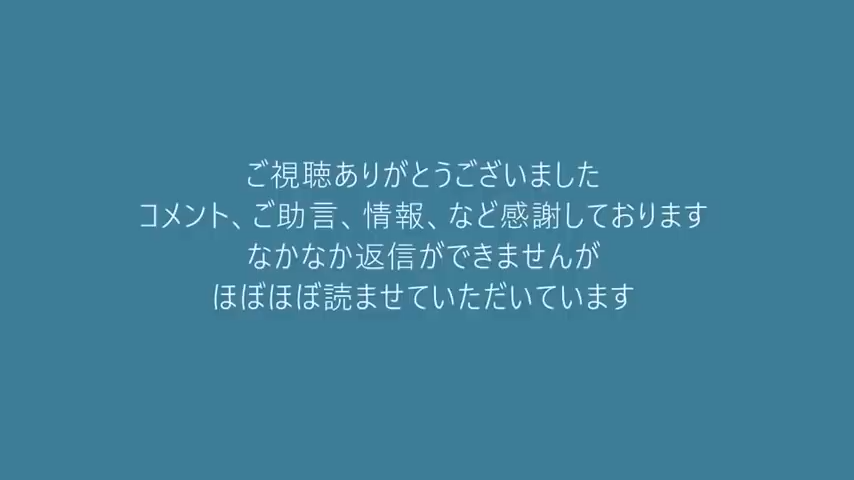 ご視聴ありがとうございました
コメント、ご助言、情報、など感謝しております
なかなか返信ができませんが
ほぼほぼ読ませていただいています